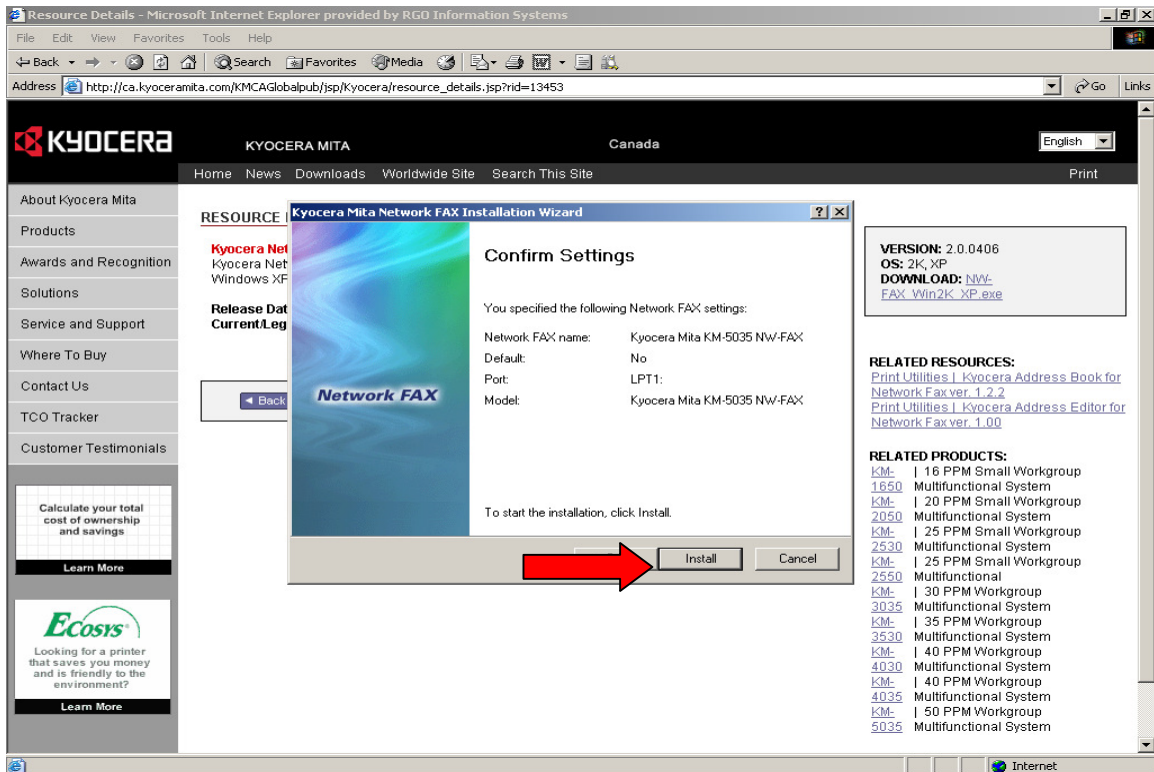 Resource Details - Microsoft Internet Explorer provided by RGO Information Systems
File Edit View Favorites Tools Help
Back Search Favorites Media
Address http://ca.kyoceramita.com/KMCAGlobalpub/jsp/Kyocera/resource_details.jsp?rid=13453 Go Links
KYOCERA KYOCERA MITA Canada English
Home News Downloads Worldwide Site Search This Site Print
About Kyocera Mita
Products
Awards and Recognition
Solutions
Service and Support
Where To Buy
Contact Us
TCO Tracker
Customer Testimonials
Calculate your total
cost of ownership
and savings
Learn More
Ecosys
Looking for a printer
that saves you money
and is friendly to the
environment?
Learn More
RESOURCE
Kyocera Net
Kyocera Net
Windows XP
Release Dat
Current/Leg
Back
Kyocera Mita Network FAX Installation Wizard
Network FAX
Confirm Settings
You specified the following Network FAX settings:
Network FAX name: Kyocera Mita KM-5035 NW-FAX
Default: No
Port: LPT1:
Model: Kyocera Mita KM-5035 NW-FAX
To start the installation, click Install.
Install Cancel
VERSION: 2.0.0406
OS: 2K, XP
DOWNLOAD: NW-
FAX_Win2K_XP.exe
RELATED RESOURCES:
Print Utilities | Kyocera Address Book for
Network Fax ver. 1.2.2
Print Utilities | Kyocera Address Editor for
Network Fax ver. 1.00
RELATED PRODUCTS:
KM- | 16 PPM Small Workgroup
1650 Multifunctional System
KM- | 20 PPM Small Workgroup
2050 Multifunctional System
KM- | 25 PPM Small Workgroup
2530 Multifunctional System
KM- | 25 PPM Small Workgroup
2550 Multifunctional
KM- | 30 PPM Workgroup
3035 Multifunctional System
KM- | 35 PPM Workgroup
3530 Multifunctional System
KM- | 40 PPM Workgroup
4030 Multifunctional System
KM- | 40 PPM Workgroup
4035 Multifunctional System
KM- | 50 PPM Workgroup
5035 Multifunctional System
Internet